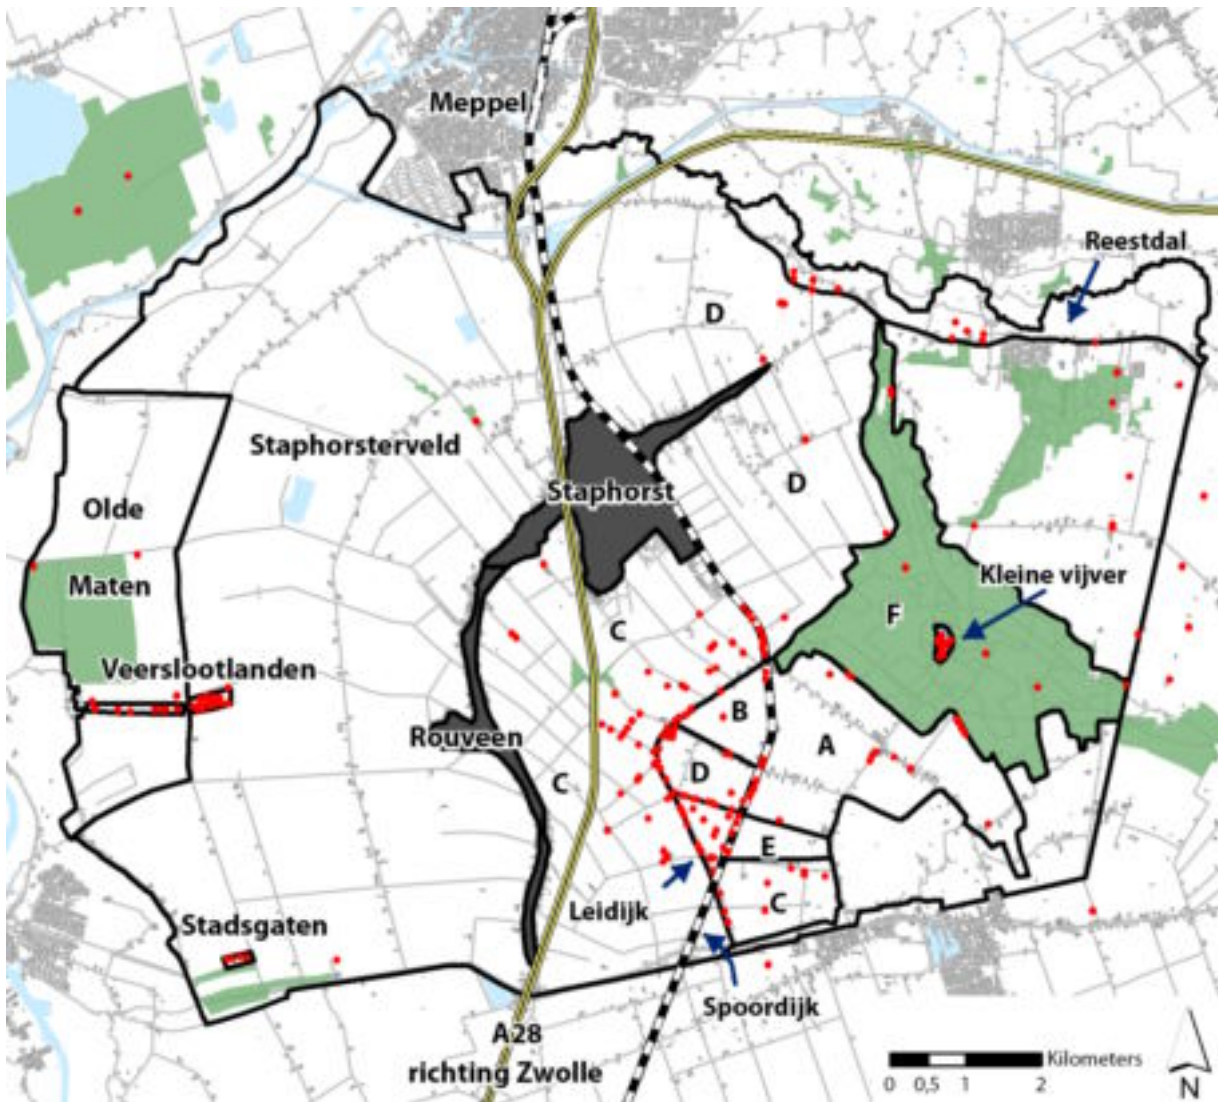 Meppel
Reestdal
D
Staphorsterveld
Staphorst
D
Olde
Maten
Kleine vijver
F
C
Veerslootlanden
B
Rouveen
A
D
C
E
C
Leidijk
Stadsgaten
Spoordijk
A28
richting Zwolle
Kilometers
0 0,5 1 2
N